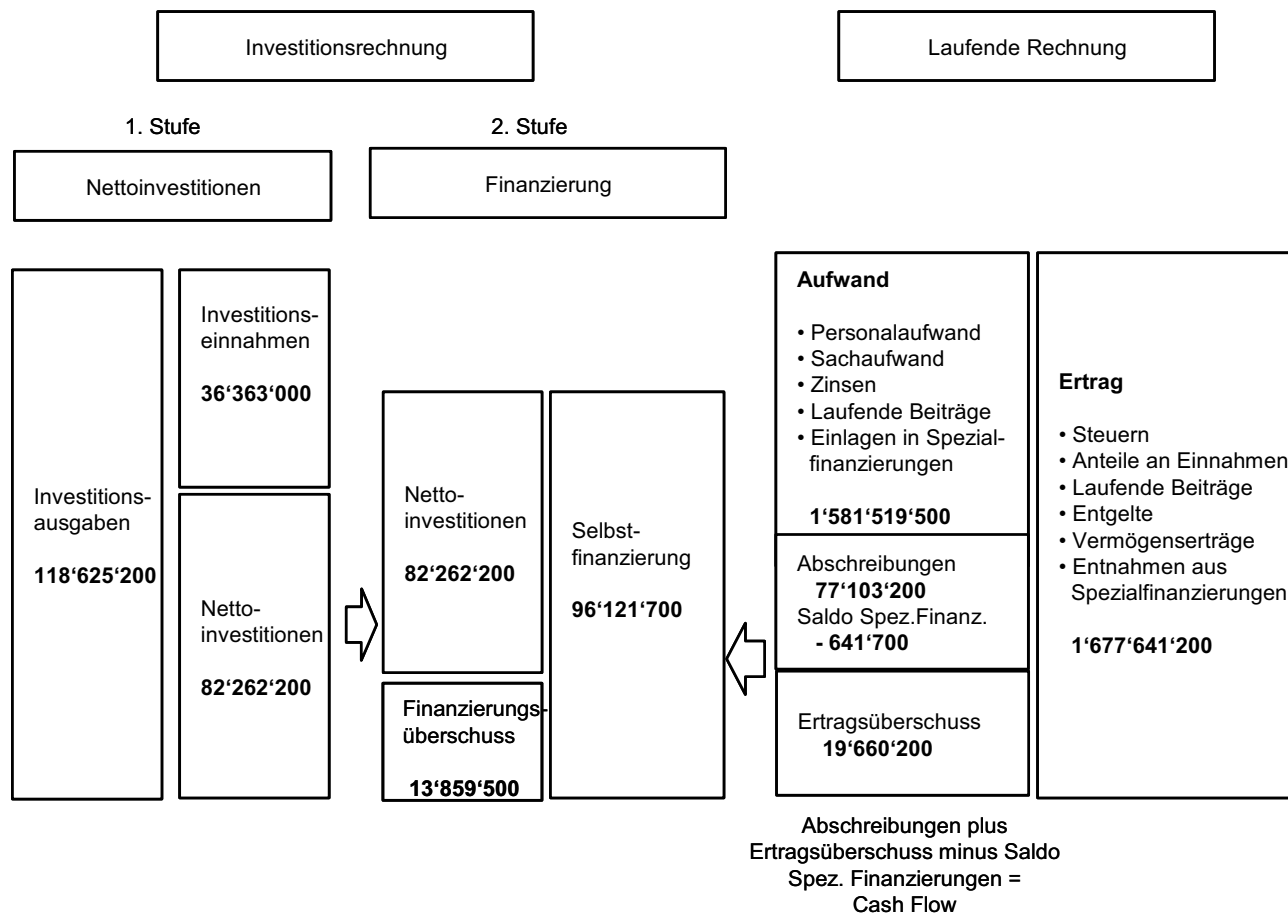 Investitionsrechnung
Laufende Rechnung
1. Stufe
2. Stufe
Nettoinvestitionen
Finanzierung
Investitions-
ausgaben
118‘625‘200
Investitions-
einnahmen
36‘363‘000
Netto-
investitionen
82‘262‘200
Netto-
investitionen
82‘262‘200
Finanzierungs-
überschuss
13‘859‘500
Selbst-
finanzierung
96‘121‘700
Aufwand
• Personalaufwand
• Sachaufwand
• Zinsen
• Laufende Beiträge
• Einlagen in Spezial-
finanzierungen
1‘581‘519‘500
Abschreibungen
77‘103‘200
Saldo Spez.Finanz.
- 641‘700
Ertragsüberschuss
19‘660‘200
Ertrag
• Steuern
• Anteile an Einnahmen
• Laufende Beiträge
• Entgelte
• Vermögenserträge
• Entnahmen aus
Spezialfinanzierungen
1‘677‘641‘200
Abschreibungen plus
Ertragsüberschuss minus Saldo
Spez. Finanzierungen =
Cash Flow